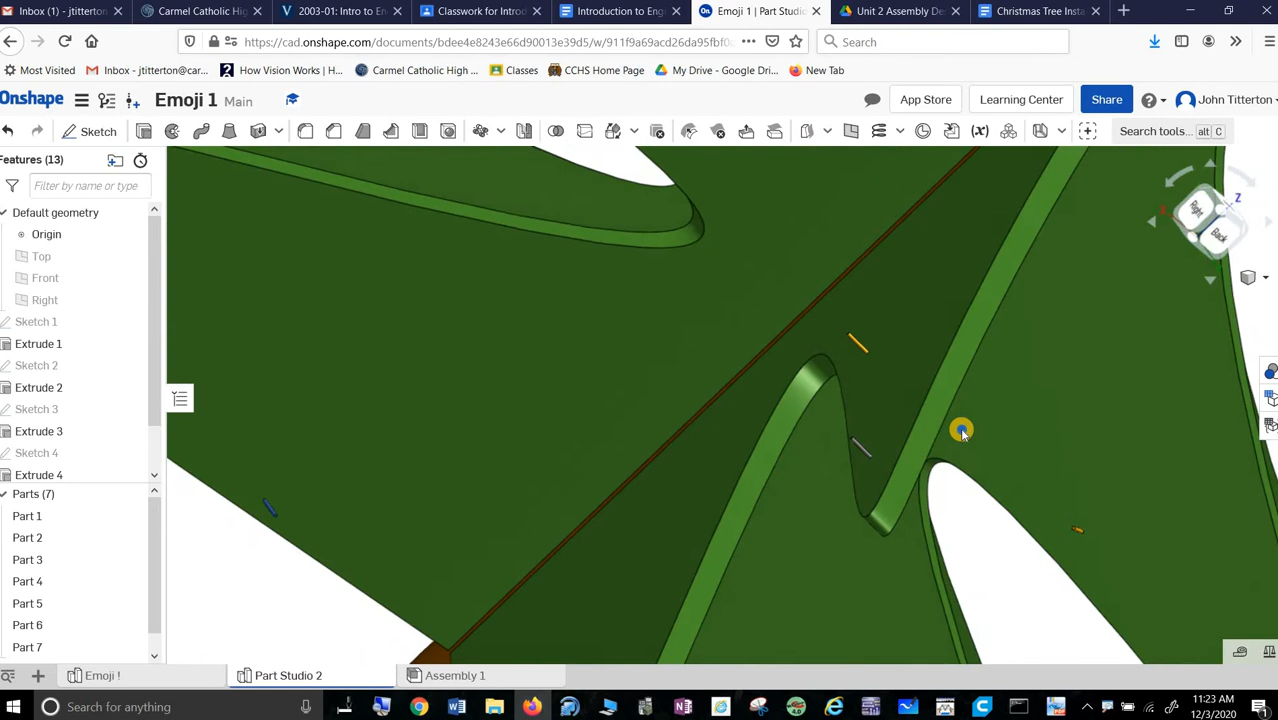 Inbox (1) - jtitterton@
Carmel Catholic Hig
2003-01: Intro to En
Classwork for Introd
Introduction to Eng
Emoji 1 | Part Studio
Unit 2 Assembly Des
Christmas Tree Insta
https://cad.onshape.com/documents/bdee4e8243e66d90013e39d5/w/911f9a69acd26da95fbf0
Search
Most Visited
Inbox - jtitterton@car...
How Vision Works | H...
Carmel Catholic High ...
Classes
CCHS Home Page
My Drive - Google Dri...
New Tab
Onshape
Emoji 1 Main
App Store
Learning Center
Share
John Titterton
Sketch
(x)
Search tools... alt C
Features (13)
Filter by name or type
Default geometry
Origin
Top
Front
Right
Sketch 1
Extrude 1
Sketch 2
Extrude 2
Sketch 3
Extrude 3
Sketch 4
Extrude 4
Parts (7)
Part 1
Part 2
Part 3
Part 4
Part 5
Part 6
Part 7
Z
Right
Back
Emoji !
Part Studio 2
Assembly 1
Search for anything
11:23 AM
12/3/2020